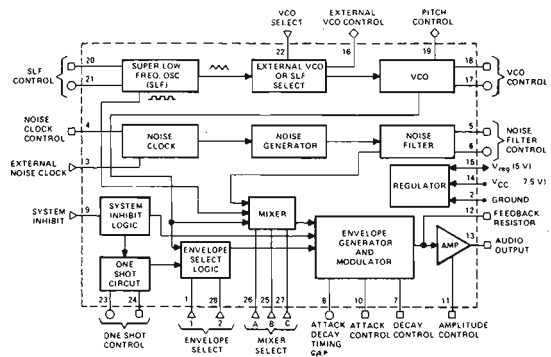 VCO SELECT
EXTERNAL VCO CONTROL
PITCH CONTROL
22
16
19
SLF CONTROL
20
21
SUPER LOW FREQ. OSC (SLF)
EXTERNAL VCO OR SLF SELECT
VCO
18
17
VCO CONTROL
NOISE CLOCK CONTROL
4
NOISE CLOCK
NOISE GENERATOR
NOISE FILTER
5
6
NOISE FILTER CONTROL
EXTERNAL NOISE CLOCK
3
REGULATOR
15
Vreg (5 V)
14
VCC 7.5 V)
2
GROUND
SYSTEM INHIBIT
9
SYSTEM INHIBIT LOGIC
MIXER
ENVELOPE GENERATOR AND MODULATOR
12
FEEDBACK RESISTOR
AMP
13
AUDIO OUTPUT
ONE SHOT CIRCUIT
ENVELOPE SELECT LOGIC
23
24
1
28
26
25
27
8
10
7
11
1
2
A
B
C
ONE SHOT CONTROL
ENVELOPE SELECT
MIXER SELECT
ATTACK DECAY TIMING GAP
ATTACK CONTROL
DECAY CONTROL
AMPLITUDE CONTROL